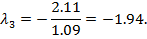 λ₃ = −2.11/1.09 = −1.94.